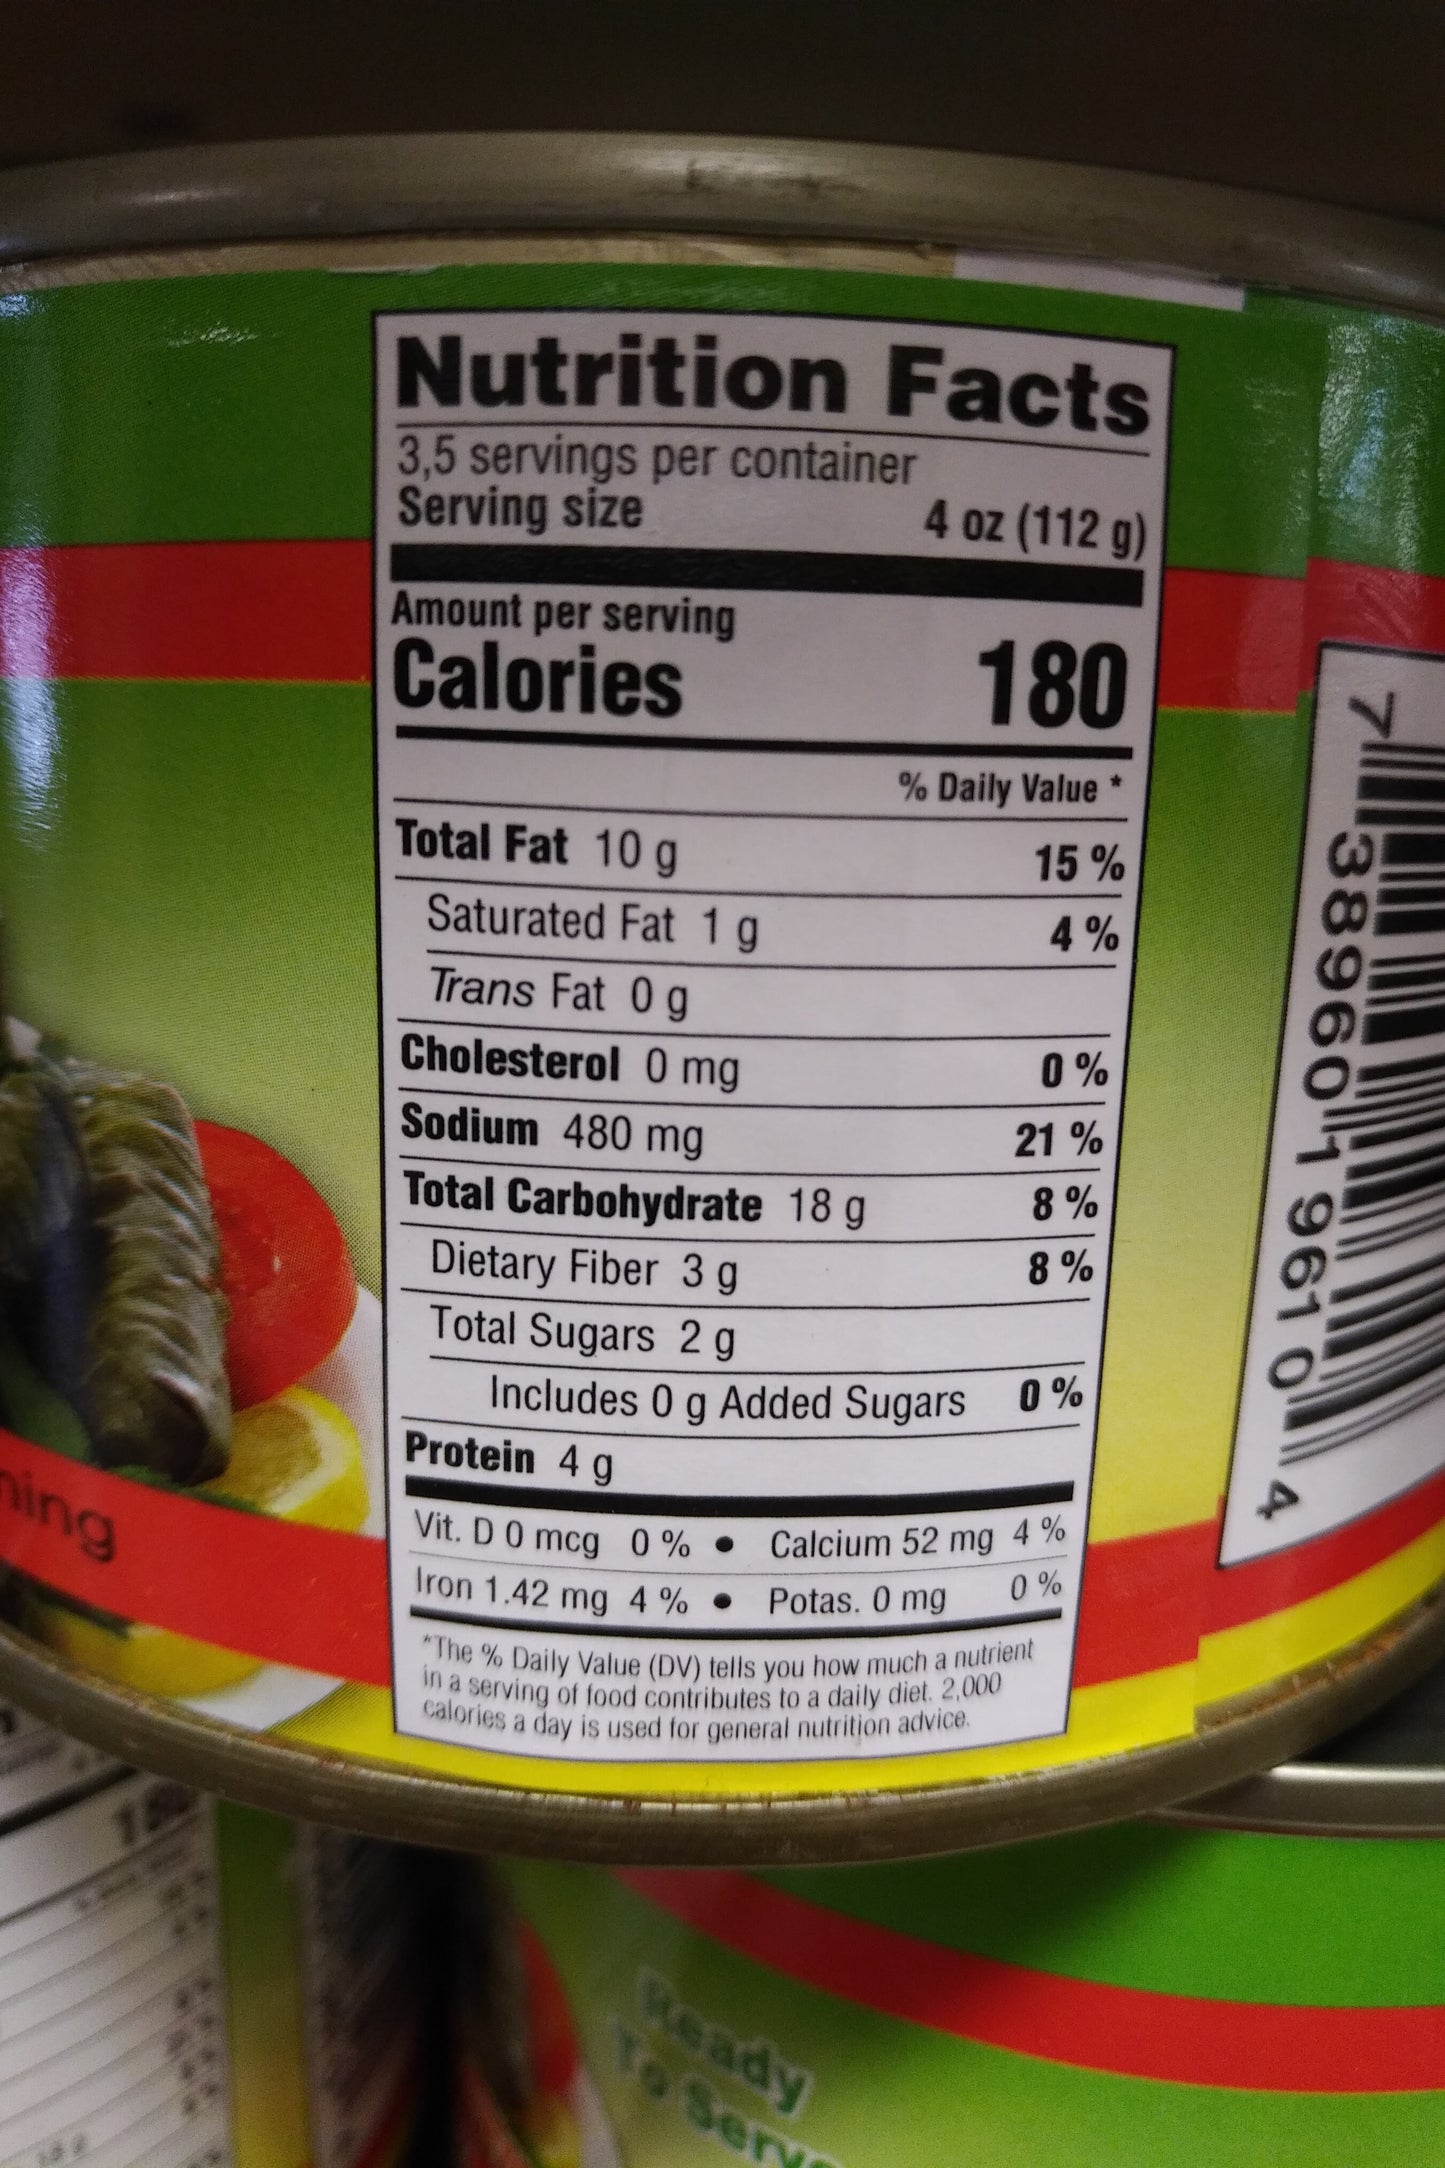 Nutrition Facts
3,5 servings per container
Serving size 4 oz (112 g)
Amount per serving
Calories 180
% Daily Value *
Total Fat 10 g 15 %
Saturated Fat 1 g 4 %
Trans Fat 0 g
Cholesterol 0 mg 0 %
Sodium 480 mg 21 %
Total Carbohydrate 18 g 8 %
Dietary Fiber 3 g 8 %
Total Sugars 2 g
Includes 0 g Added Sugars 0 %
Protein 4 g
Vit. D 0 mcg 0 % • Calcium 52 mg 4 %
Iron 1.42 mg 4 % • Potas. 0 mg 0 %
*The % Daily Value (DV) tells you how much a nutrient
in a serving of food contributes to a daily diet. 2,000
calories a day is used for general nutrition advice.
7 38960 1 961 0 4
Ready
To Serve